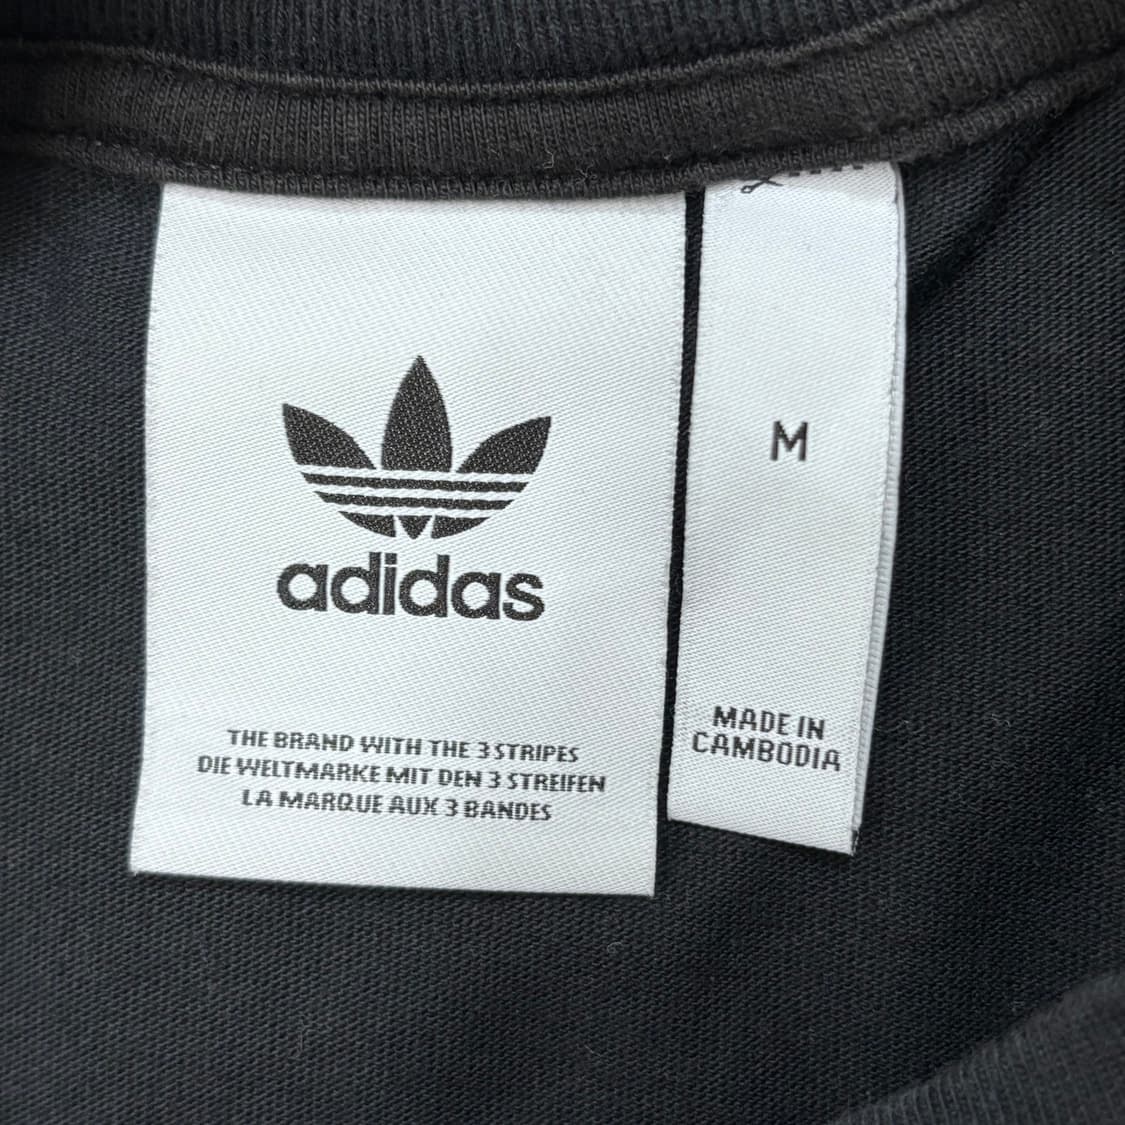 adidas
THE BRAND WITH THE 3 STRIPES
DIE WELTMARKE MIT DEN 3 STREIFEN
LA MARQUE AUX 3 BANDES
M
MADE IN
CAMBODIA